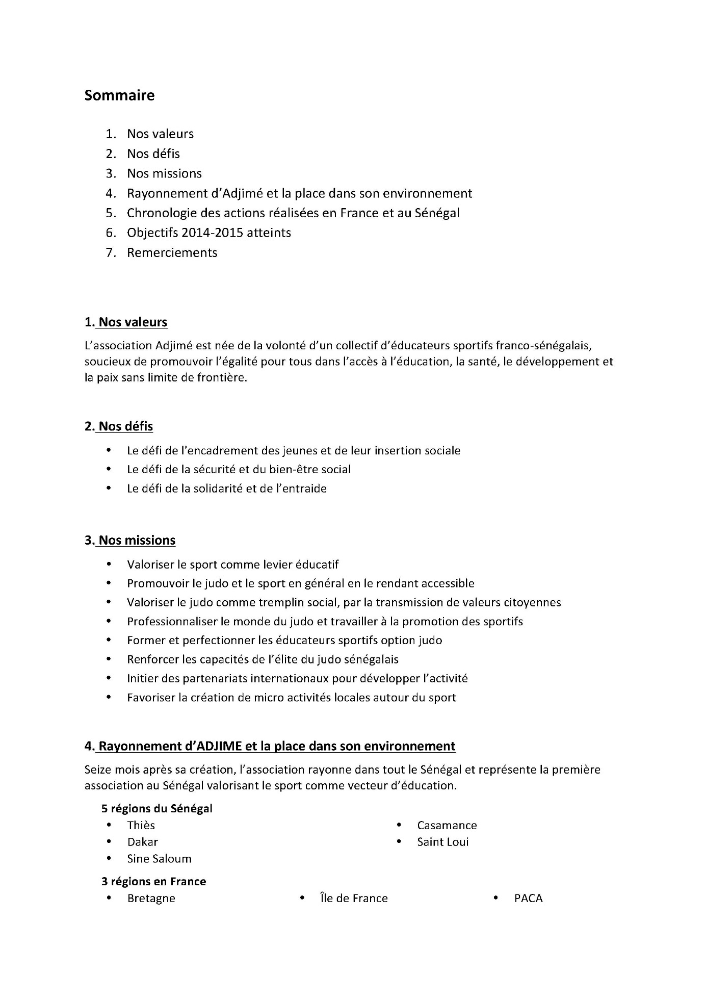 Sommaire
1. Nos valeurs
2. Nos défis
3. Nos missions
4. Rayonnement d’Adjimé et la place dans son environnement
5. Chronologie des actions réalisées en France et au Sénégal
6. Objectifs 2014-2015 atteints
7. Remerciements
1. Nos valeurs
L’association Adjimé est née de la volonté d’un collectif d’éducateurs sportifs franco-sénégalais,
soucieux de promouvoir l’égalité pour tous dans l’accès à l’éducation, la santé, le développement et
la paix sans limite de frontière.
2. Nos défis
• Le défi de l'encadrement des jeunes et de leur insertion sociale
• Le défi de la sécurité et du bien-être social
• Le défi de la solidarité et de l’entraide
3. Nos missions
• Valoriser le sport comme levier éducatif
• Promouvoir le judo et le sport en général en le rendant accessible
• Valoriser le judo comme tremplin social, par la transmission de valeurs citoyennes
• Professionnaliser le monde du judo et travailler à la promotion des sportifs
• Former et perfectionner les éducateurs sportifs option judo
• Renforcer les capacités de l’élite du judo sénégalais
• Initier des partenariats internationaux pour développer l’activité
• Favoriser la création de micro activités locales autour du sport
4. Rayonnement d’ADJIME et la place dans son environnement
Seize mois après sa création, l’association rayonne dans tout le Sénégal et représente la première
association au Sénégal valorisant le sport comme vecteur d’éducation.
5 régions du Sénégal
• Thiès
• Dakar
• Sine Saloum
• Casamance
• Saint Loui
3 régions en France
• Bretagne • Île de France • PACA